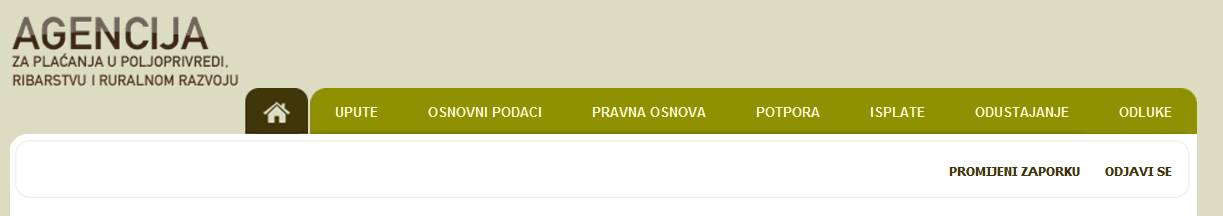 AGENCIJA
ZA PLAĆANJA U POLJOPRIVREDI,
RIBARSTVU I RURALNOM RAZVOJU
UPUTE OSNOVNI PODACI PRAVNA OSNOVA POTPORA ISPLATE ODUSTAJANJE ODLUKE
PROMIJENI ZAPORKU ODJAVI SE